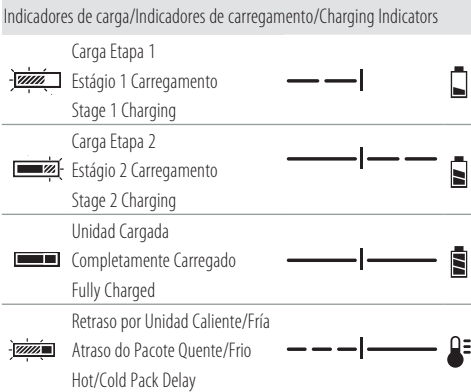 Indicadores de carga/Indicadores de carregamento/Charging Indicators
Carga Etapa 1
Estágio 1 Carregamento
Stage 1 Charging
Carga Etapa 2
Estágio 2 Carregamento
Stage 2 Charging
Unidad Cargada
Completamente Carregado
Fully Charged
Retraso por Unidad Caliente/Fría
Atraso do Pacote Quente/Frio
Hot/Cold Pack Delay